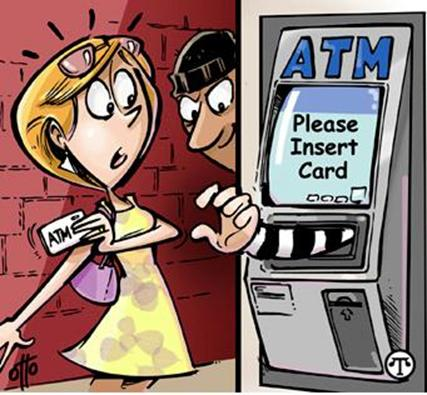 ATM
Please
Insert
Card
ATM
otto
T